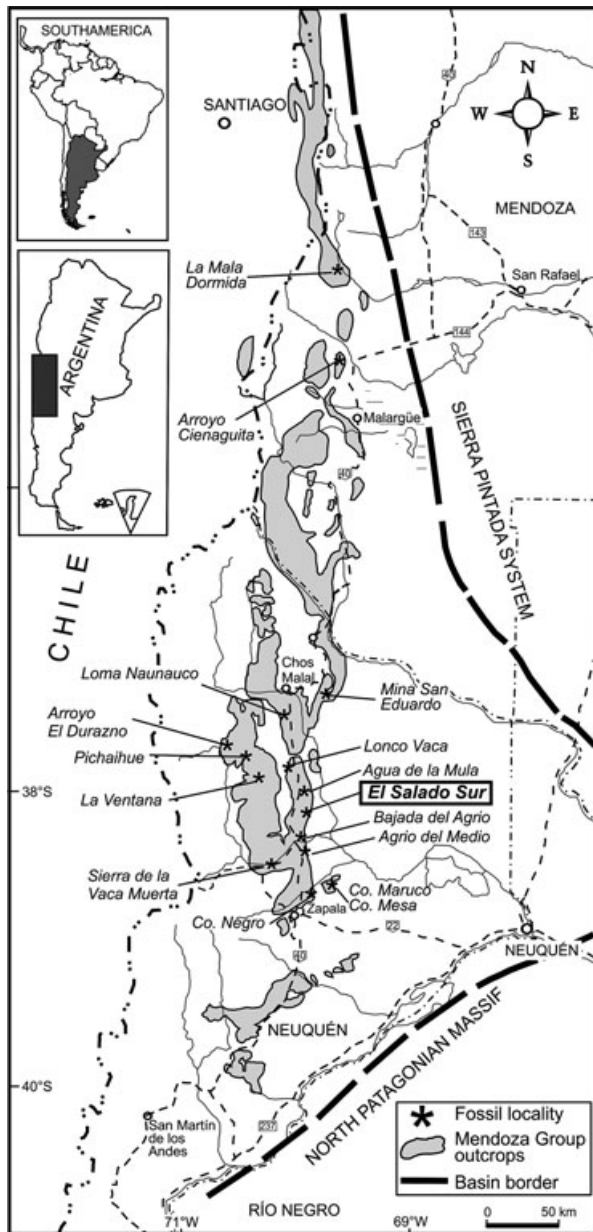 SOUTHAMERICA
ARGENTINA
SANTIAGO
40
N
W
E
S
MENDOZA
143
La Mala
Dormida
San Rafael
144
Arroyo
Cienaguita
Malargüe
SIERRA PINTADA SYSTEM
40
CHILE
Loma Naunauco
Chos
Malal
Mina San
Eduardo
Arroyo
El Durazno
Pichaihue
Lonco Vaca
La Ventana
Agua de la Mula
38°S
El Salado Sur
Bajada del Agrio
Agrio del Medio
Sierra de la
Vaca Muerta
Co. Maruco
Co. Mesa
Co. Negro
Zapala
22
NEUQUÉN
40
NEUQUÉN
NORTH PATAGONIAN MASSIF
40°S
San Martín
de los
Andes
237
RÍO NEGRO
Fossil locality
Mendoza Group
outcrops
Basin border
0
50 km
71°W
69°W